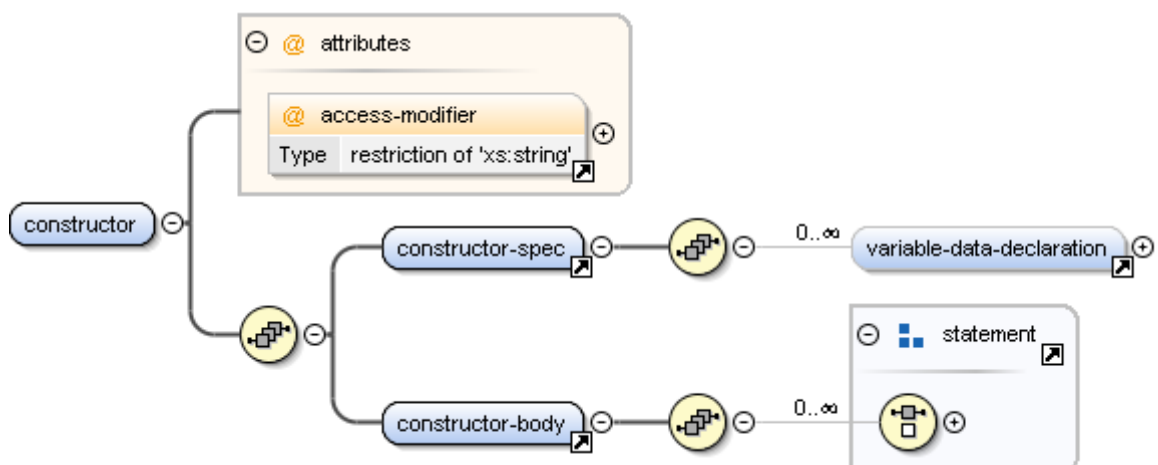 @ attributes
@ access-modifier
Type restriction of 'xs:string'
constructor
constructor-spec
0..∞
variable-data-declaration
statement
constructor-body
0..∞